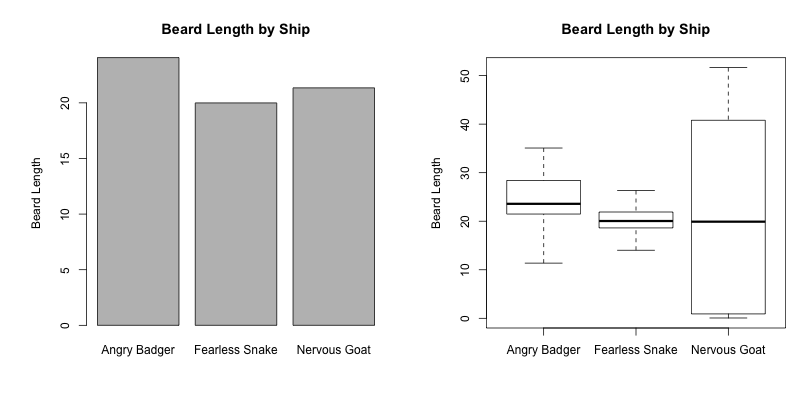 Beard Length by Ship
Beard Length
20
15
10
5
0
Angry Badger Fearless Snake Nervous Goat
Beard Length by Ship
Beard Length
50
40
30
20
10
0
Angry Badger Fearless Snake Nervous Goat